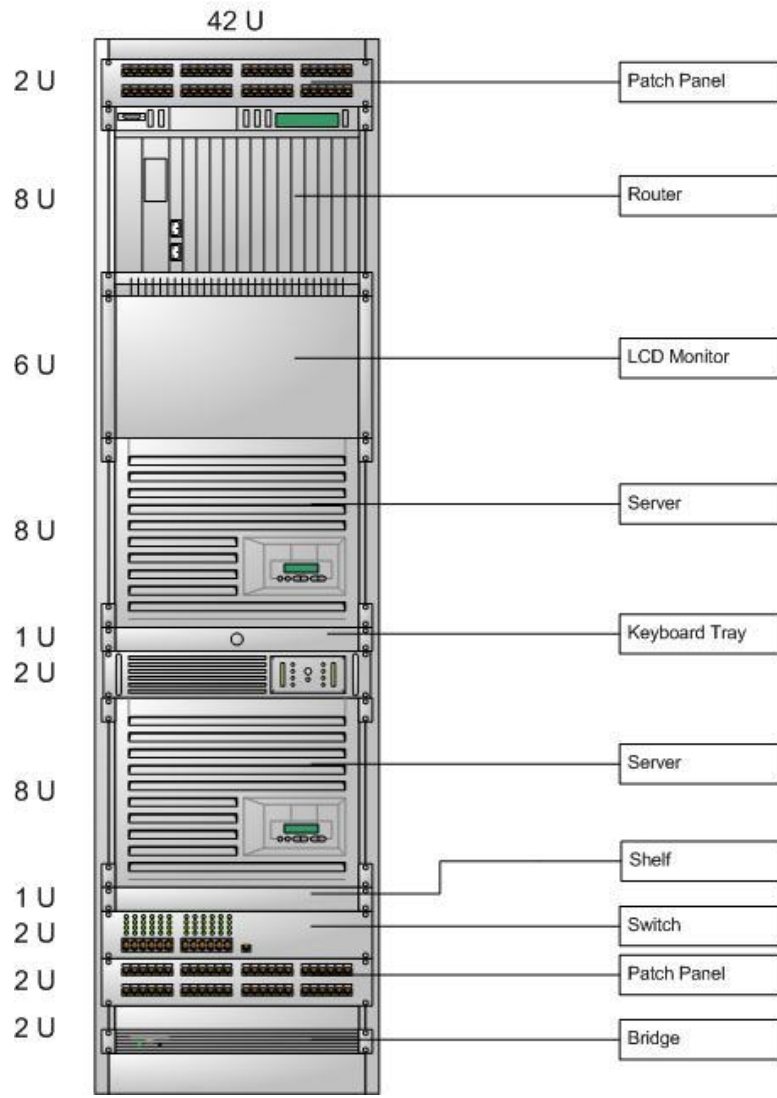 42 U
2 U
Patch Panel
8 U
Router
6 U
LCD Monitor
8 U
Server
1 U
Keyboard Tray
2 U
8 U
Server
Shelf
1 U
2 U
Switch
2 U
Patch Panel
2 U
Bridge